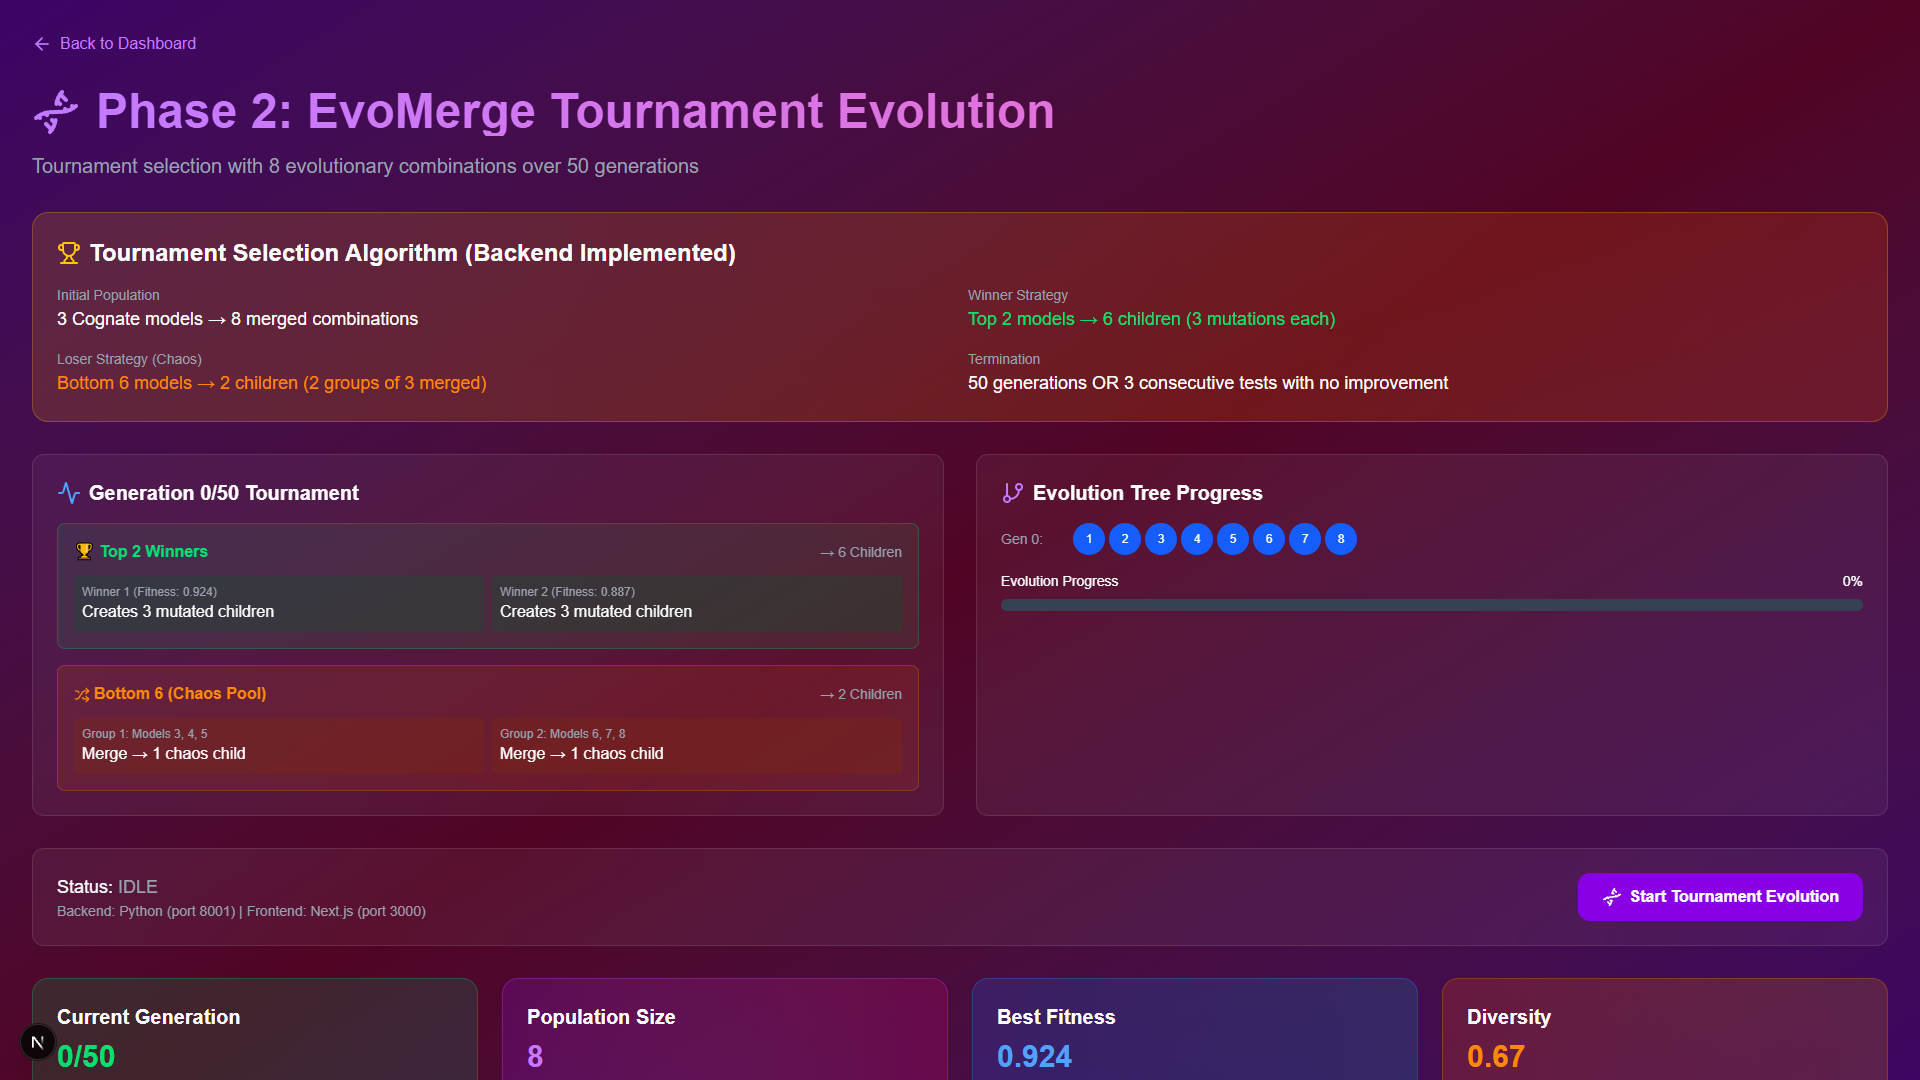 Back to Dashboard
Phase 2: EvoMerge Tournament Evolution
Tournament selection with 8 evolutionary combinations over 50 generations
Tournament Selection Algorithm (Backend Implemented)
Initial Population
3 Cognate models → 8 merged combinations
Winner Strategy
Top 2 models → 6 children (3 mutations each)
Loser Strategy (Chaos)
Bottom 6 models → 2 children (2 groups of 3 merged)
Termination
50 generations OR 3 consecutive tests with no improvement
Generation 0/50 Tournament
Top 2 Winners
→ 6 Children
Winner 1 (Fitness: 0.924)
Creates 3 mutated children
Winner 2 (Fitness: 0.887)
Creates 3 mutated children
Bottom 6 (Chaos Pool)
→ 2 Children
Group 1: Models 3, 4, 5
Merge → 1 chaos child
Group 2: Models 6, 7, 8
Merge → 1 chaos child
Evolution Tree Progress
Gen 0: 1 2 3 4 5 6 7 8
Evolution Progress 0%
Status: IDLE
Backend: Python (port 8001) | Frontend: Next.js (port 3000)
Start Tournament Evolution
Current Generation
0/50
Population Size
8
Best Fitness
0.924
Diversity
0.67
N